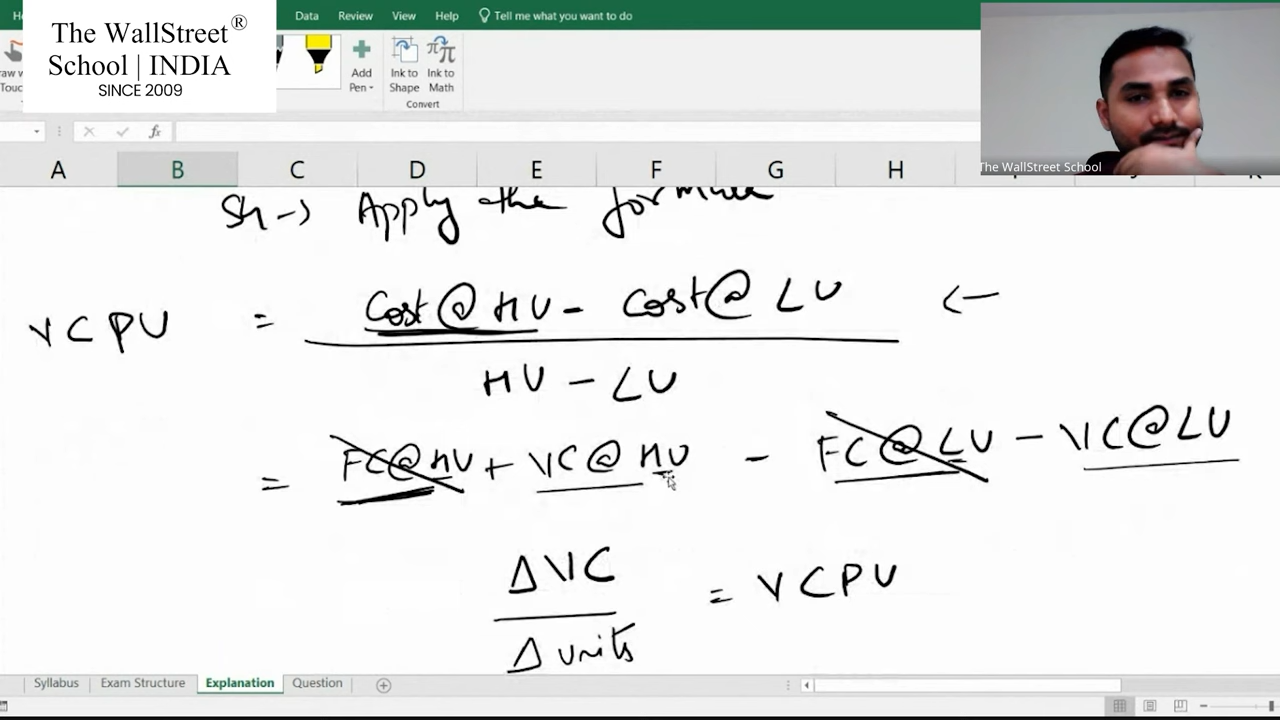 Data Review View Help Tell me what you want to do
The WallStreet®
School | INDIA
SINCE 2009
Add Pen Ink to Shape Ink to Math
Convert
fx
The WallStreet School
A B C D E F G H
→ Apply the formula
VCPU = Cost@HU - Cost@LU ←
HU - LU
= FC@HU + VC@HU - FC@LU - VC@LU
Δ VC = VCPU
Δ units
Syllabus Exam Structure Explanation Question